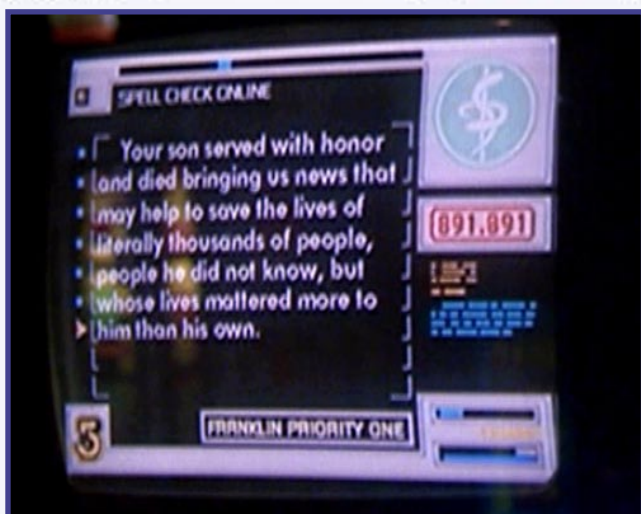 SPELL CHECK ONLINE
Your son served with honor
and died bringing us news that
may help to save the lives of
literally thousands of people,
people he did not know, but
whose lives mattered more to
him than his own.
891.891
5
FRANKLIN PRIORITY ONE